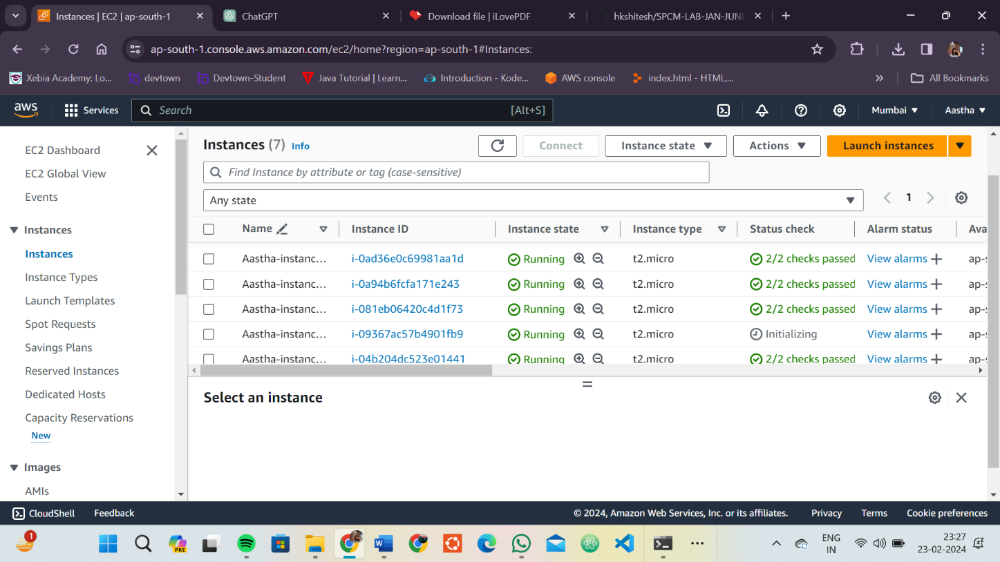 Instances | EC2 | ap-south-1
ChatGPT
Download file | iLovePDF
hkshitesh/SPCM-LAB-JAN-JUN
ap-south-1.console.aws.amazon.com/ec2/home?region=ap-south-1#Instances:
Xebia Academy: Lo...
devtown
Devtown-Student
Java Tutorial | Learn...
Introduction - Kode...
AWS console
index.html - HTML,...
All Bookmarks
aws
Services
Search
[Alt+S]
Mumbai
Aastha
EC2 Dashboard
EC2 Global View
Events
Instances
Instances
Instance Types
Launch Templates
Spot Requests
Savings Plans
Reserved Instances
Dedicated Hosts
Capacity Reservations
New
Images
AMIs
Instances (7) Info
Connect
Instance state
Actions
Launch instances
Find Instance by attribute or tag (case-sensitive)
Any state
1
Name Instance ID Instance state Instance type Status check Alarm status Ava
Aastha-instanc... i-0ad36e0c69981aa1d Running t2.micro 2/2 checks passed View alarms ap-s
Aastha-instanc... i-0a94b6fcfa171e243 Running t2.micro 2/2 checks passed View alarms ap-s
Aastha-instanc... i-081eb06420c4d1f73 Running t2.micro 2/2 checks passed View alarms ap-s
Aastha-instanc... i-09367ac57b4901fb9 Running t2.micro Initializing View alarms ap-s
Aastha-instanc... i-04b204dc523e01441 Running t2.micro 2/2 checks passed View alarms ap-s
Select an instance
CloudShell
Feedback
© 2024, Amazon Web Services, Inc. or its affiliates.
Privacy
Terms
Cookie preferences
1
PRE
ENG
IN
23:27
23-02-2024